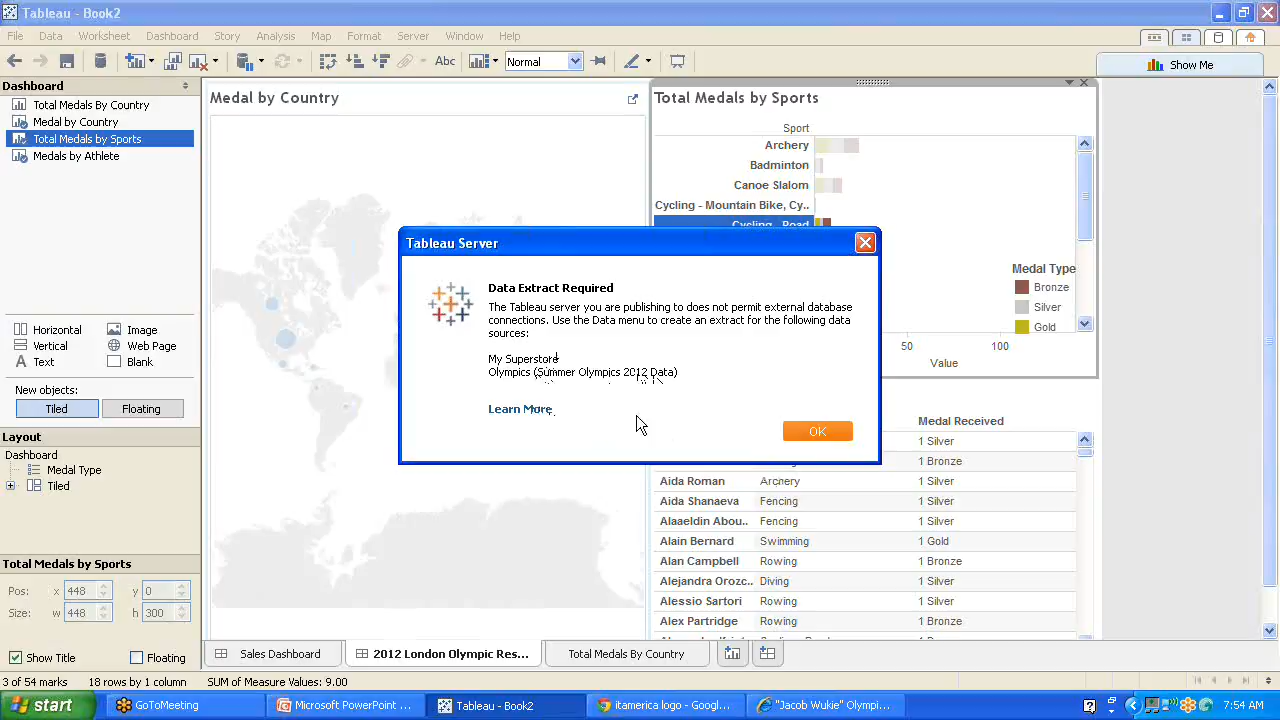 Tableau - Book2
File Data Worksheet Dashboard Story Analysis Map Format Server Window Help
Abc Normal Show Me
Dashboard
Total Medals By Country
Medal by Country
Total Medals by Sports
Medals by Athlete
Horizontal Image
Vertical Web Page
Text Blank
New objects:
Tiled Floating
Layout
Dashboard
Medal Type
Tiled
Total Medals by Sports
Pos: x 448 y 0
Size: w 448 h 300
Show Title Floating
Medal by Country
Total Medals by Sports
Sport
Archery
Badminton
Canoe Slalom
Cycling - Mountain Bike, Cy..
Cycling - Road
Medal Type
Bronze
Silver
Gold
50 100
Value
Tableau Server
Data Extract Required
The Tableau server you are publishing to does not permit external database
connections. Use the Data menu to create an extract for the following data
sources:
My Superstore
Olympics (Summer Olympics 2012 Data)
Learn More
OK
Medal Received
1 Silver
1 Bronze
Aida Roman Archery 1 Silver
Aida Shanaeva Fencing 1 Silver
Alaaeldin Abou.. Fencing 1 Silver
Alain Bernard Swimming 1 Gold
Alan Campbell Rowing 1 Bronze
Alejandra Orozc.. Diving 1 Silver
Alessio Sartori Rowing 1 Silver
Alex Partridge Rowing 1 Bronze
Sales Dashboard 2012 London Olympic Res... Total Medals By Country
3 of 54 marks 18 rows by 1 column SUM of Measure Values: 9.00
start GoToMeeting Microsoft PowerPoint ... Tableau - Book2 itamerica logo - Googl... "Jacob Wukie" Olympi... 7:54 AM